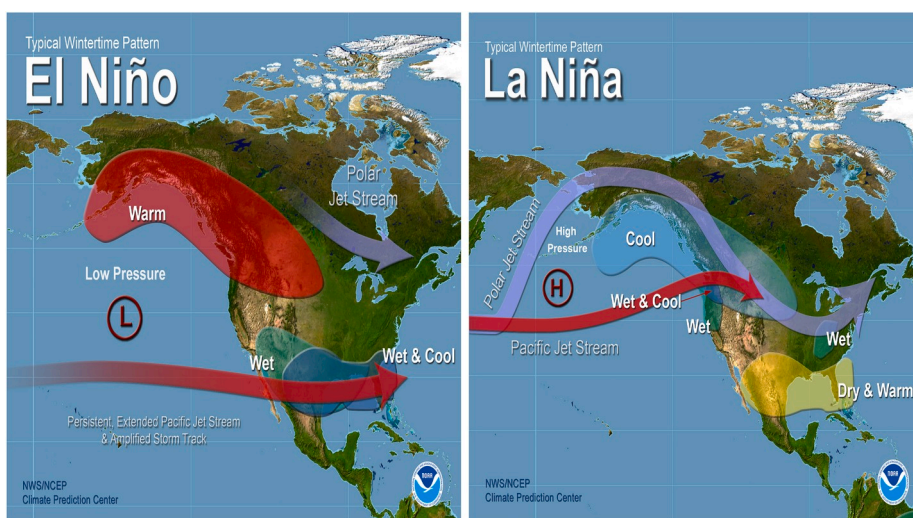 Typical Wintertime Pattern
El Niño
Polar
Jet Stream
Warm
Low Pressure
L
Wet
Wet & Cool
Persistent, Extended Pacific Jet Stream
& Amplified Storm Track
NWS/NCEP
Climate Prediction Center
NOAA
Typical Wintertime Pattern
La Niña
Polar Jet Stream
High
Pressure
Cool
H
Wet & Cool
Wet
Pacific Jet Stream
Wet
Dry & Warm
NWS/NCEP
Climate Prediction Center
NOAA